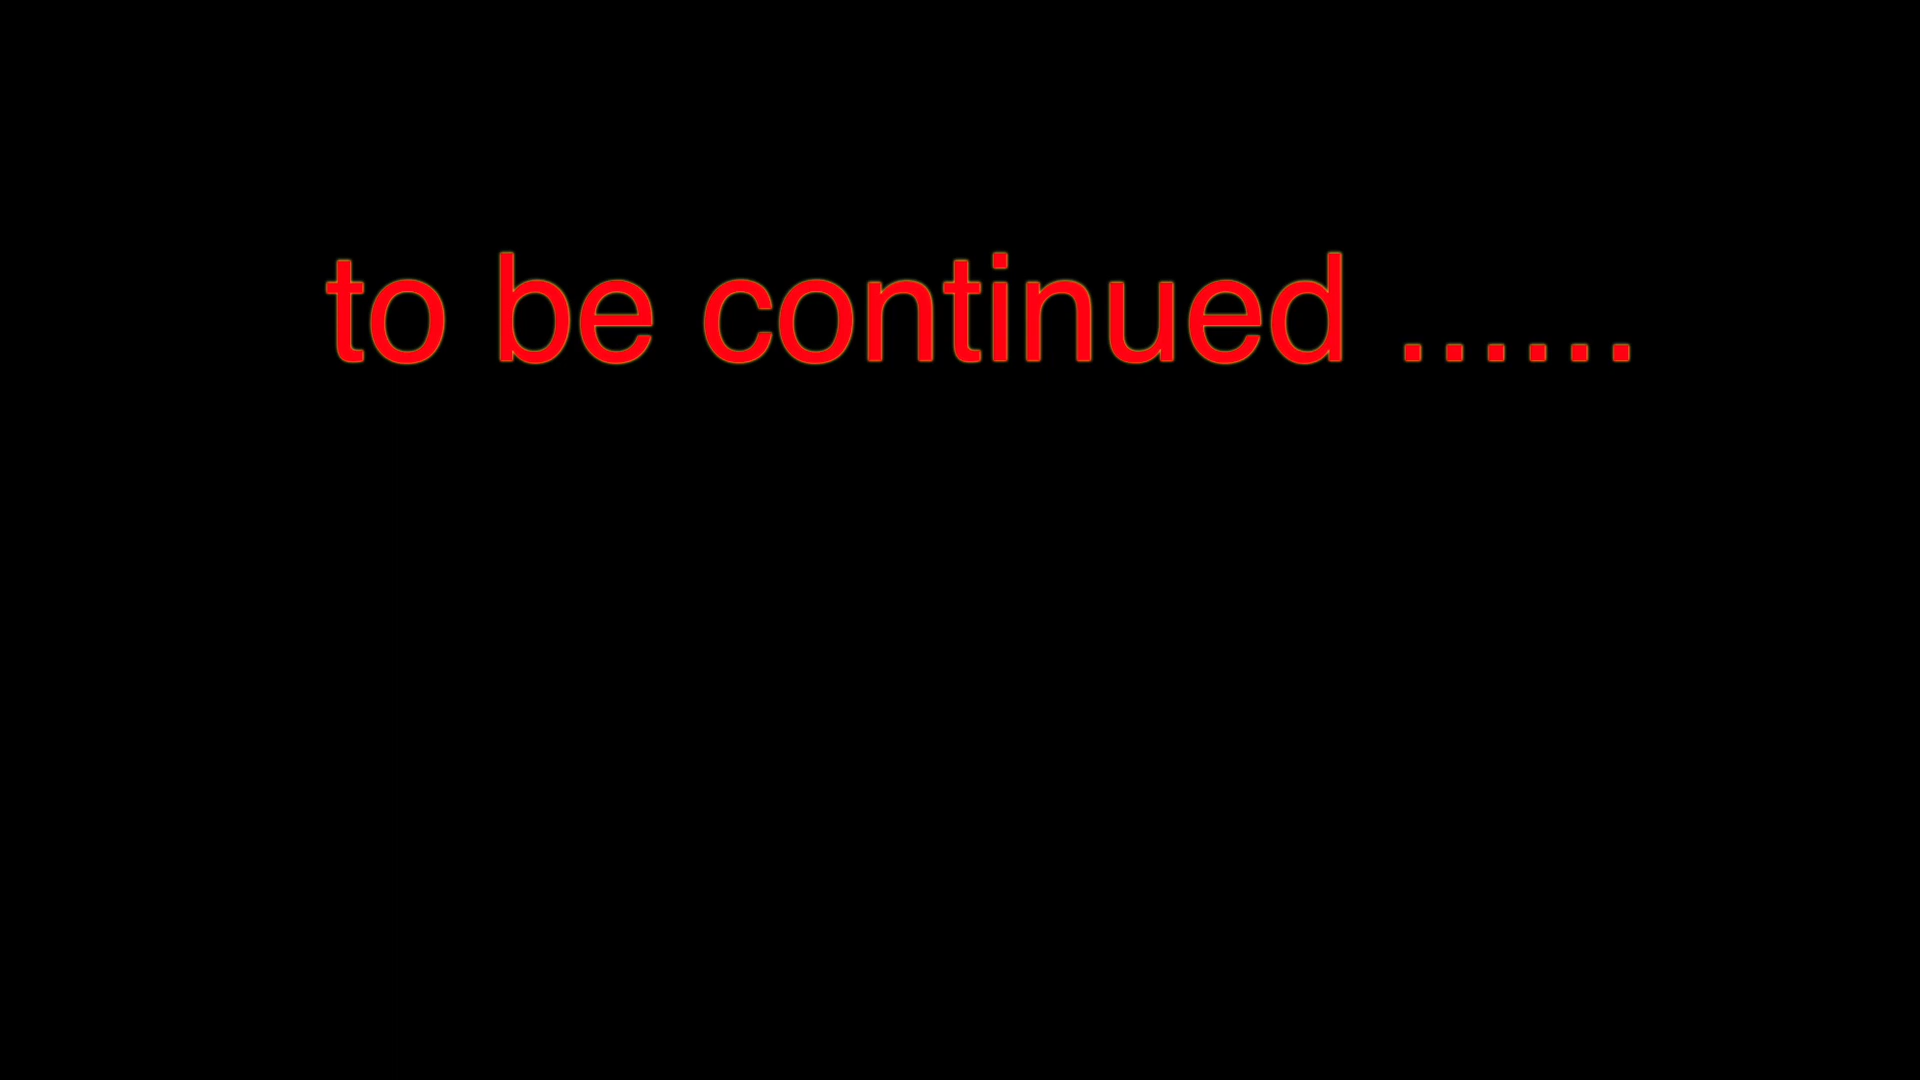 to be continued ......